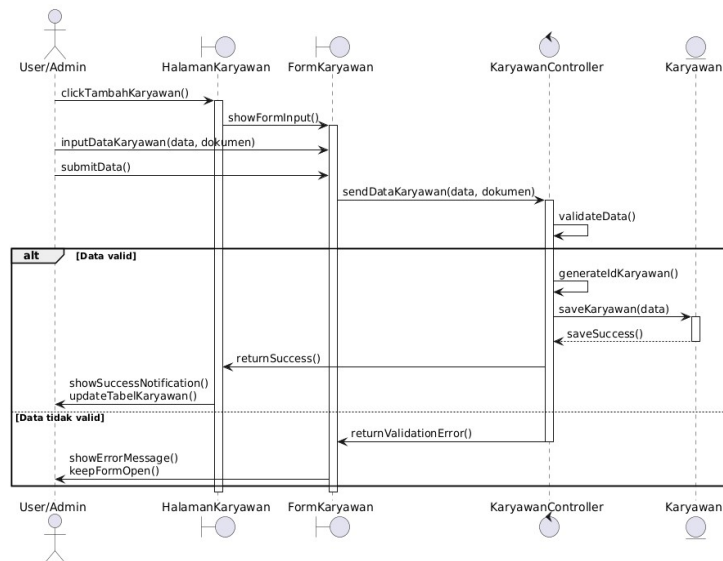 User/Admin
HalamanKaryawan
FormKaryawan
KaryawanController
Karyawan
clickTambahKaryawan()
showFormInput()
inputDataKaryawan(data, dokumen)
submitData()
sendDataKaryawan(data, dokumen)
validateData()
alt
[Data valid]
generateIdKaryawan()
saveKaryawan(data)
saveSuccess()
returnSuccess()
showSuccessNotification()
updateTabelKaryawan()
[Data tidak valid]
returnValidationError()
showErrorMessage()
keepFormOpen()
User/Admin
HalamanKaryawan
FormKaryawan
KaryawanController
Karyawan